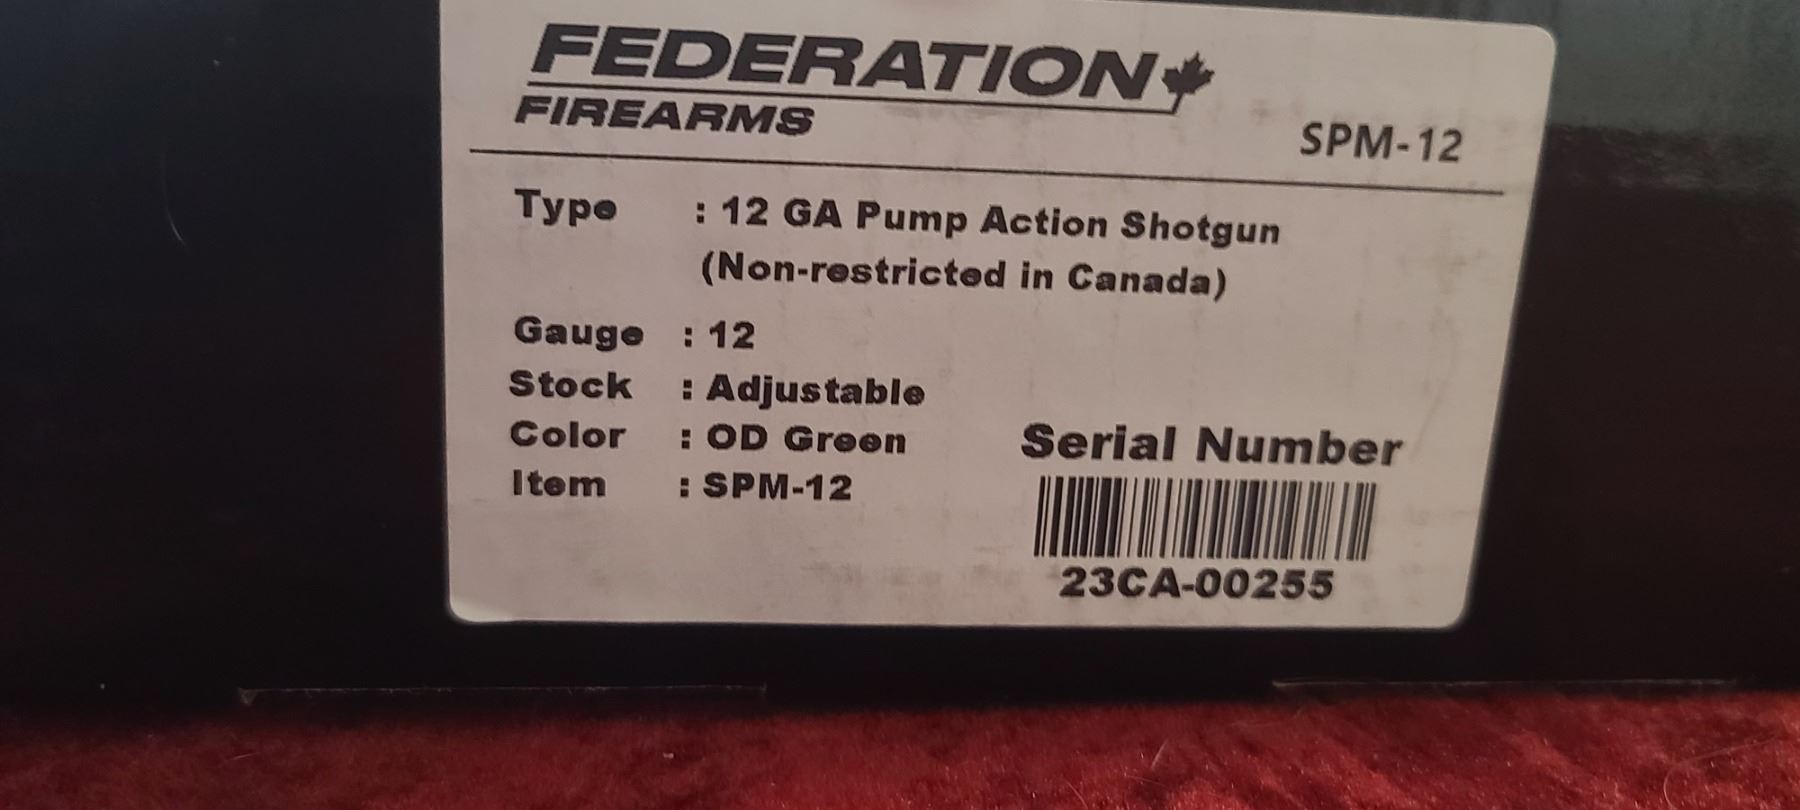 FEDERATION
FIREARMS
SPM-12
Type : 12 GA Pump Action Shotgun
(Non-restricted in Canada)
Gauge : 12
Stock : Adjustable
Color : OD Green
Item : SPM-12
Serial Number
23CA-00255